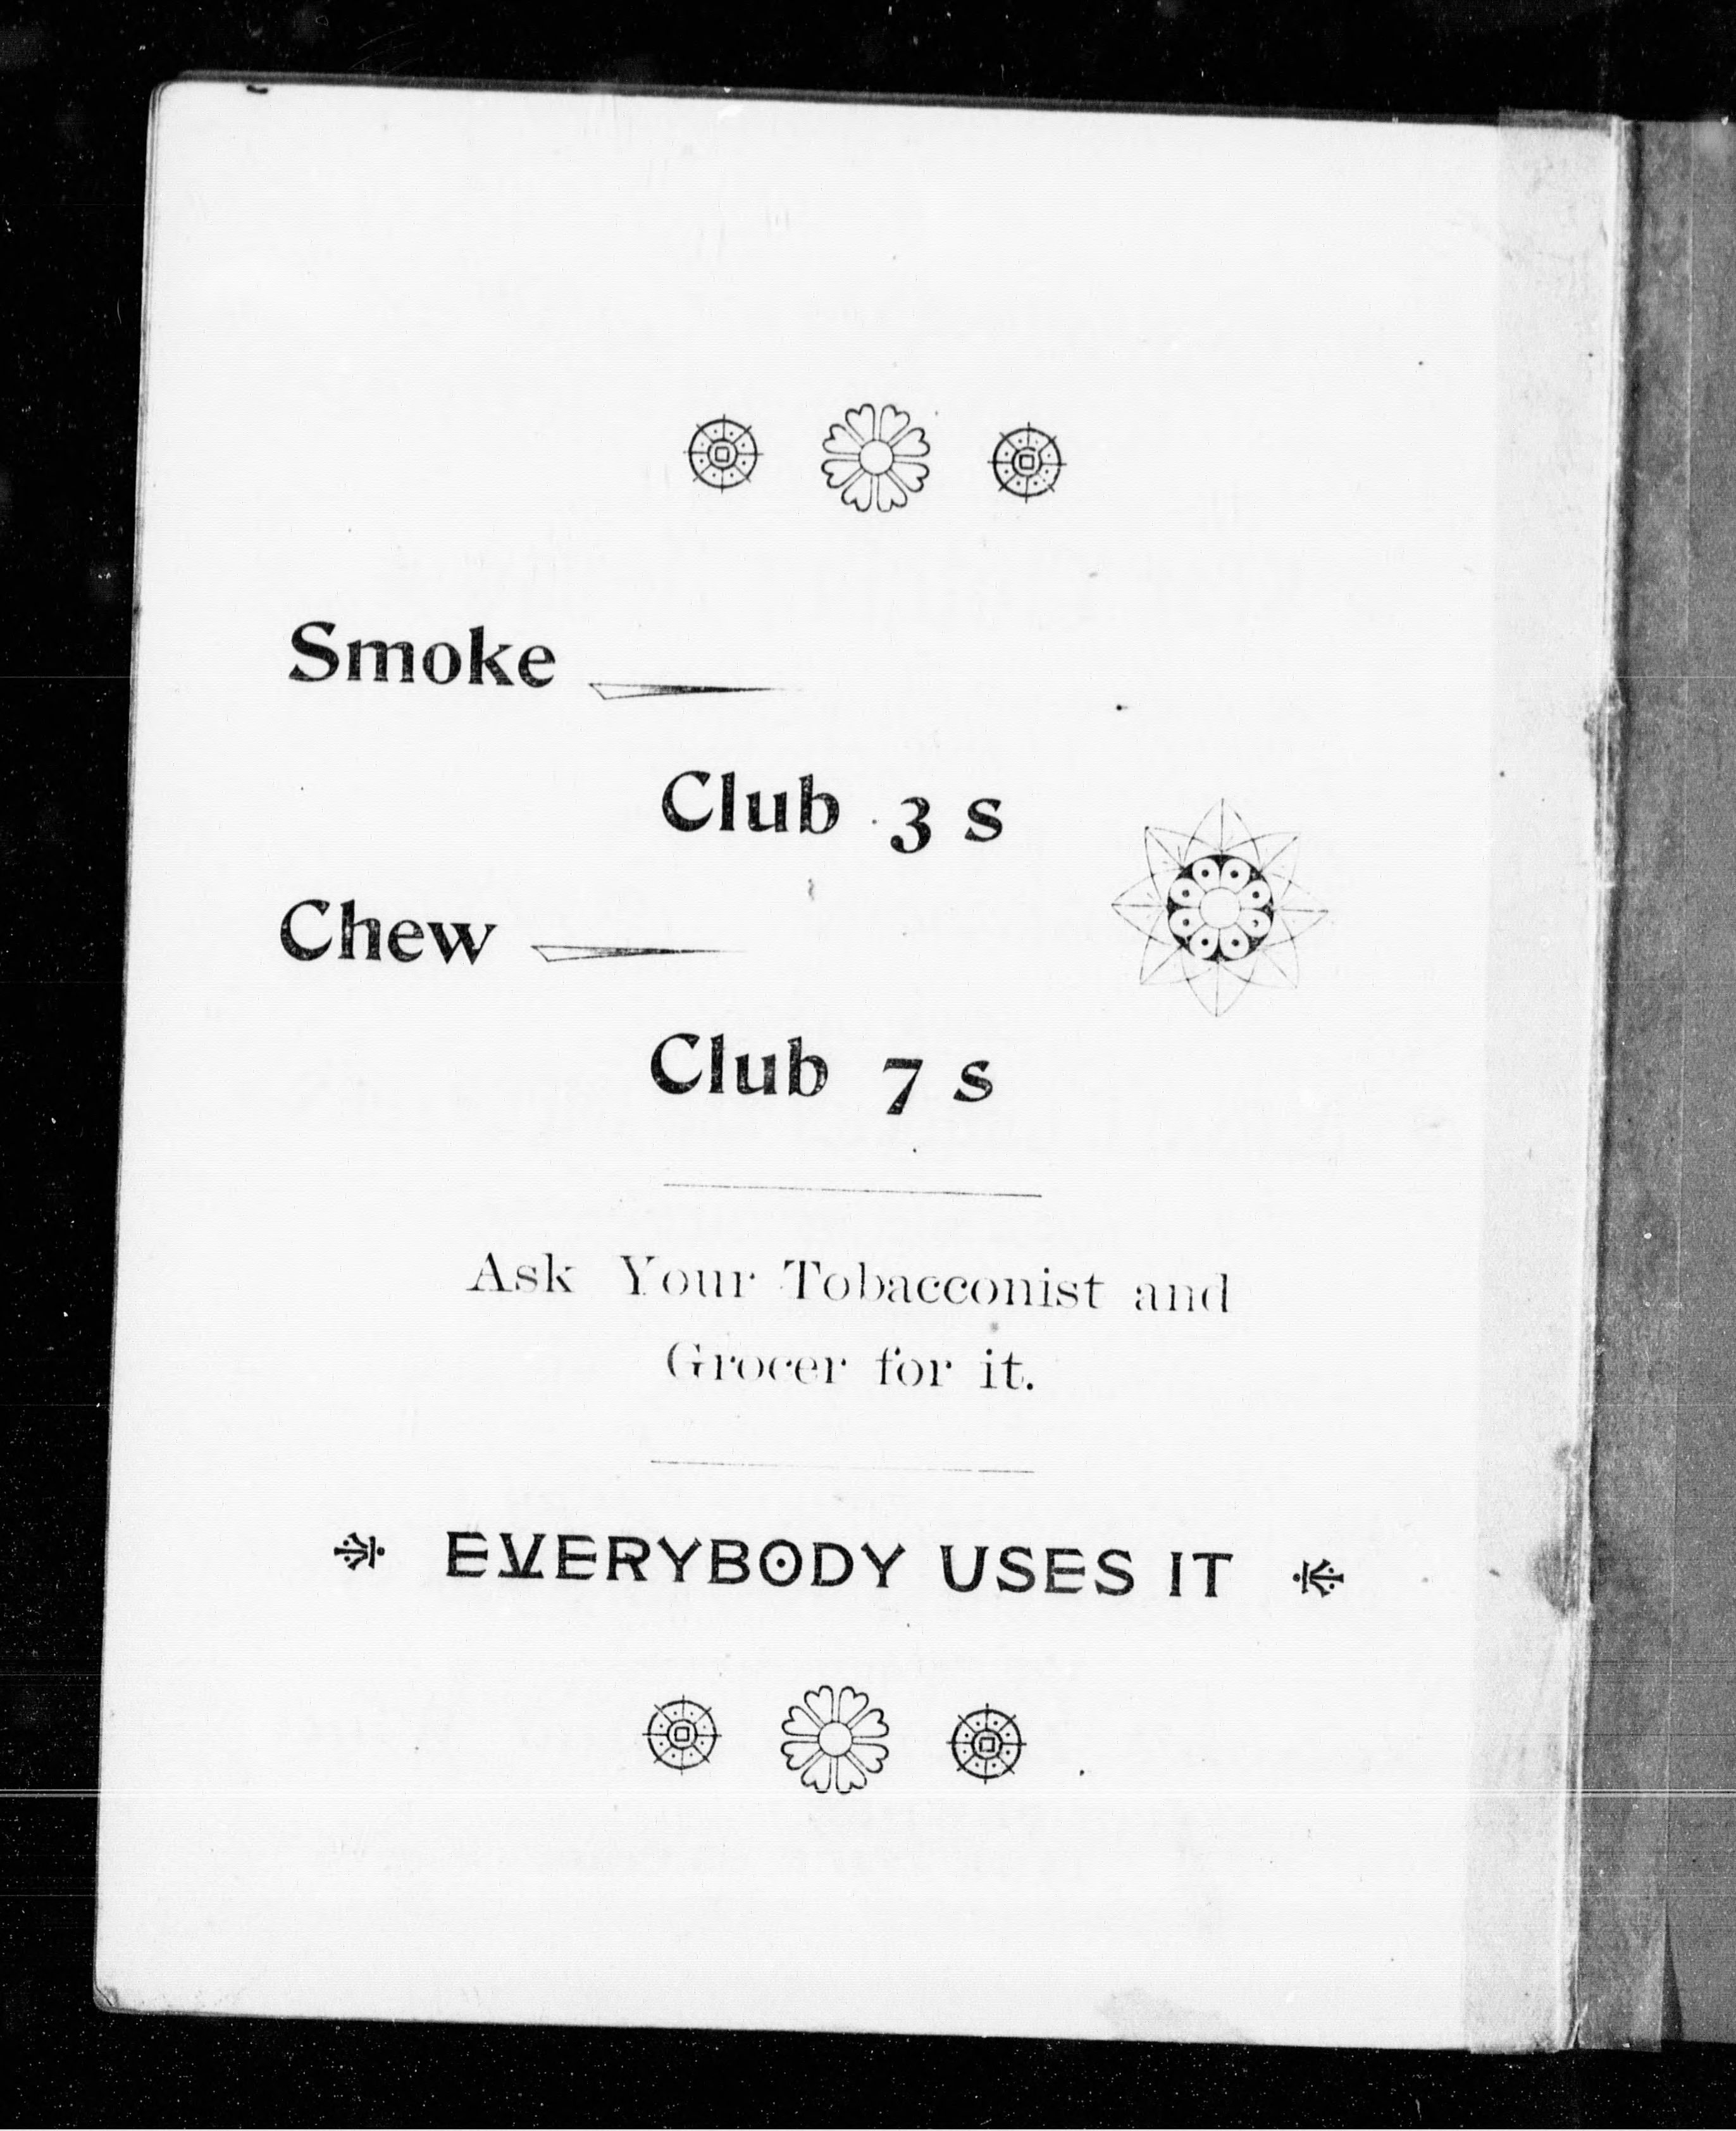 Smoke
Club 3 s
Chew
Club 7 s
Ask Your Tobacconist and
Grocer for it.
EVERYBODY USES IT